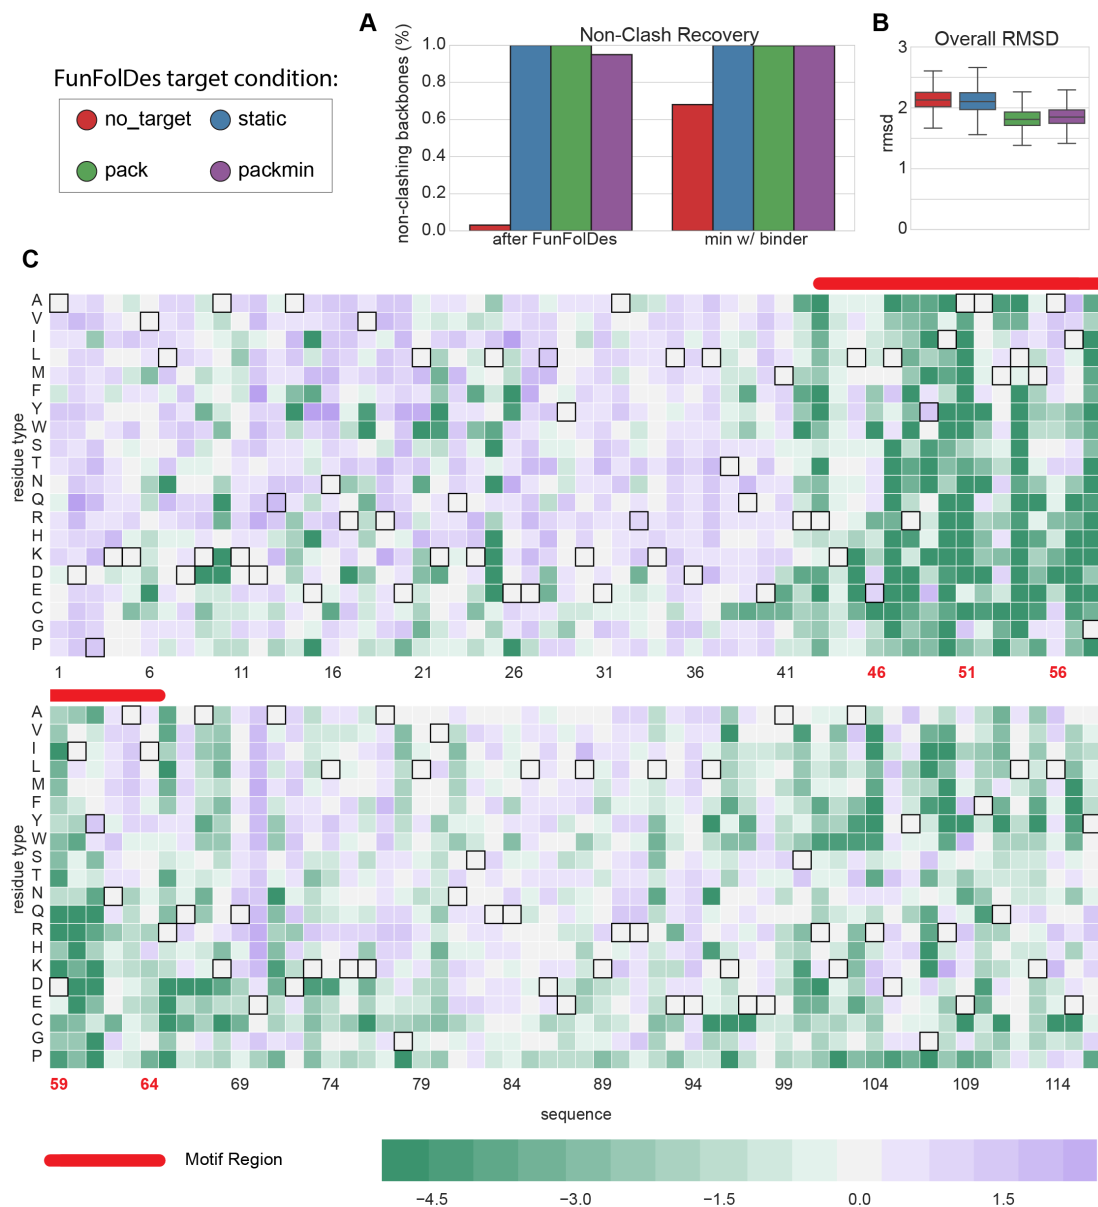 A
B
Non-Clash Recovery
Overall RMSD
FunFolDes target condition:
no_target
static
pack
packmin
non-clashing backbones (%)
1.0
0.8
0.6
0.4
0.2
0.0
after FunFolDes
min w/ binder
rmsd
3
2
1
0
C
residue type
A
V
I
L
M
F
Y
W
S
T
N
Q
R
H
K
D
E
C
G
P
1 6 11 16 21 26 31 36 41 46 51 56
residue type
A
V
I
L
M
F
Y
W
S
T
N
Q
R
H
K
D
E
C
G
P
59 64 69 74 79 84 89 94 99 104 109 114
sequence
Motif Region
−4.5 −3.0 −1.5 0.0 1.5